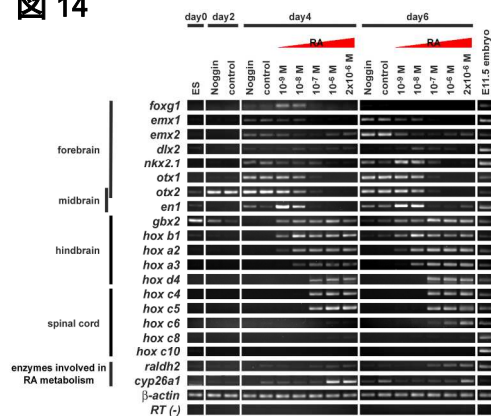 図 14
day0 day2 day4 day6
RA RA
ES Noggin control Noggin control 10⁻⁹ M 10⁻⁸ M 10⁻⁷ M 10⁻⁶ M 2x10⁻⁶ M Noggin control 10⁻⁹ M 10⁻⁸ M 10⁻⁷ M 10⁻⁶ M 2x10⁻⁶ M E11.5 embryo
foxg1
emx1
emx2
forebrain dlx2
nkx2.1
otx1
otx2
midbrain en1
gbx2
hox b1
hindbrain hox a2
hox a3
hox d4
hox c4
hox c5
spinal cord hox c6
hox c8
hox c10
enzymes involved in RA metabolism raldh2
cyp26a1
β-actin
RT (-)